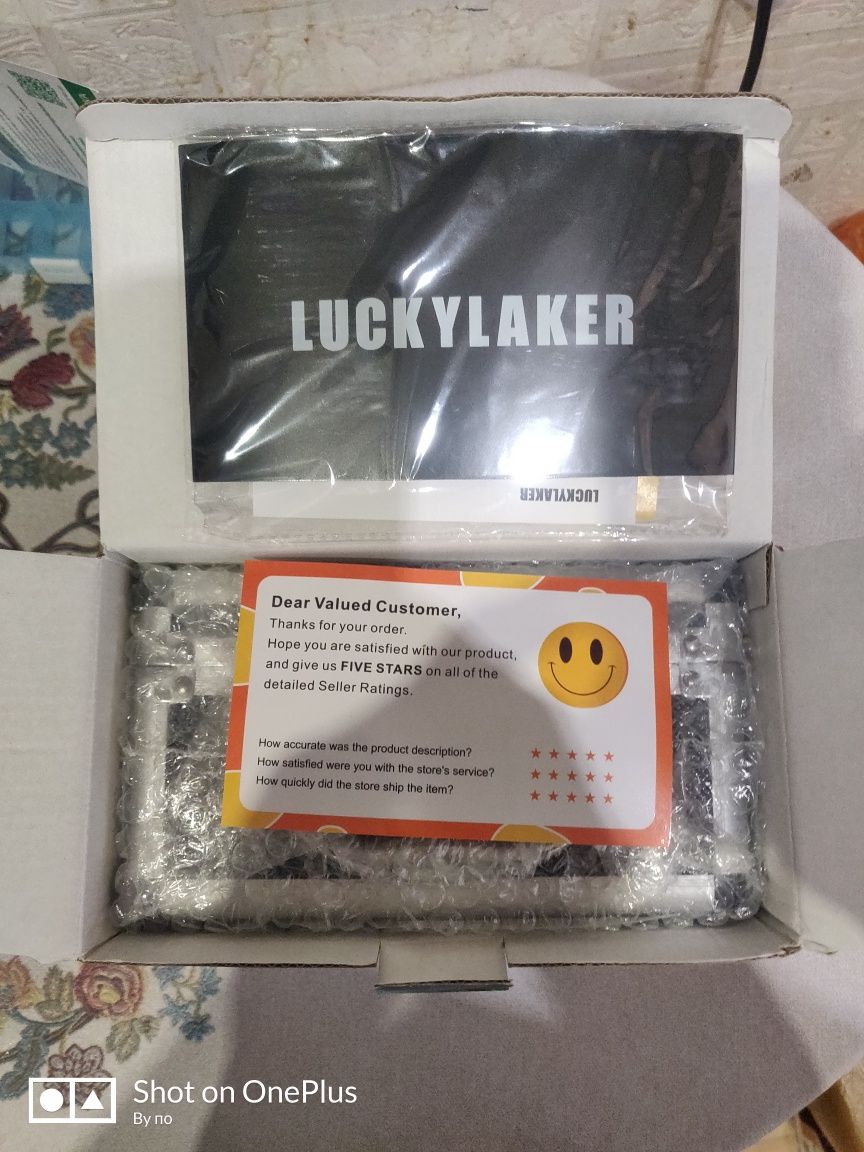 LUCKYLAKER
LUCKYLAKER
Dear Valued Customer,
Thanks for your order.
Hope you are satisfied with our product,
and give us FIVE STARS on all of the
detailed Seller Ratings.
How accurate was the product description?
How satisfied were you with the store's service?
How quickly did the store ship the item?
Shot on OnePlus
By по